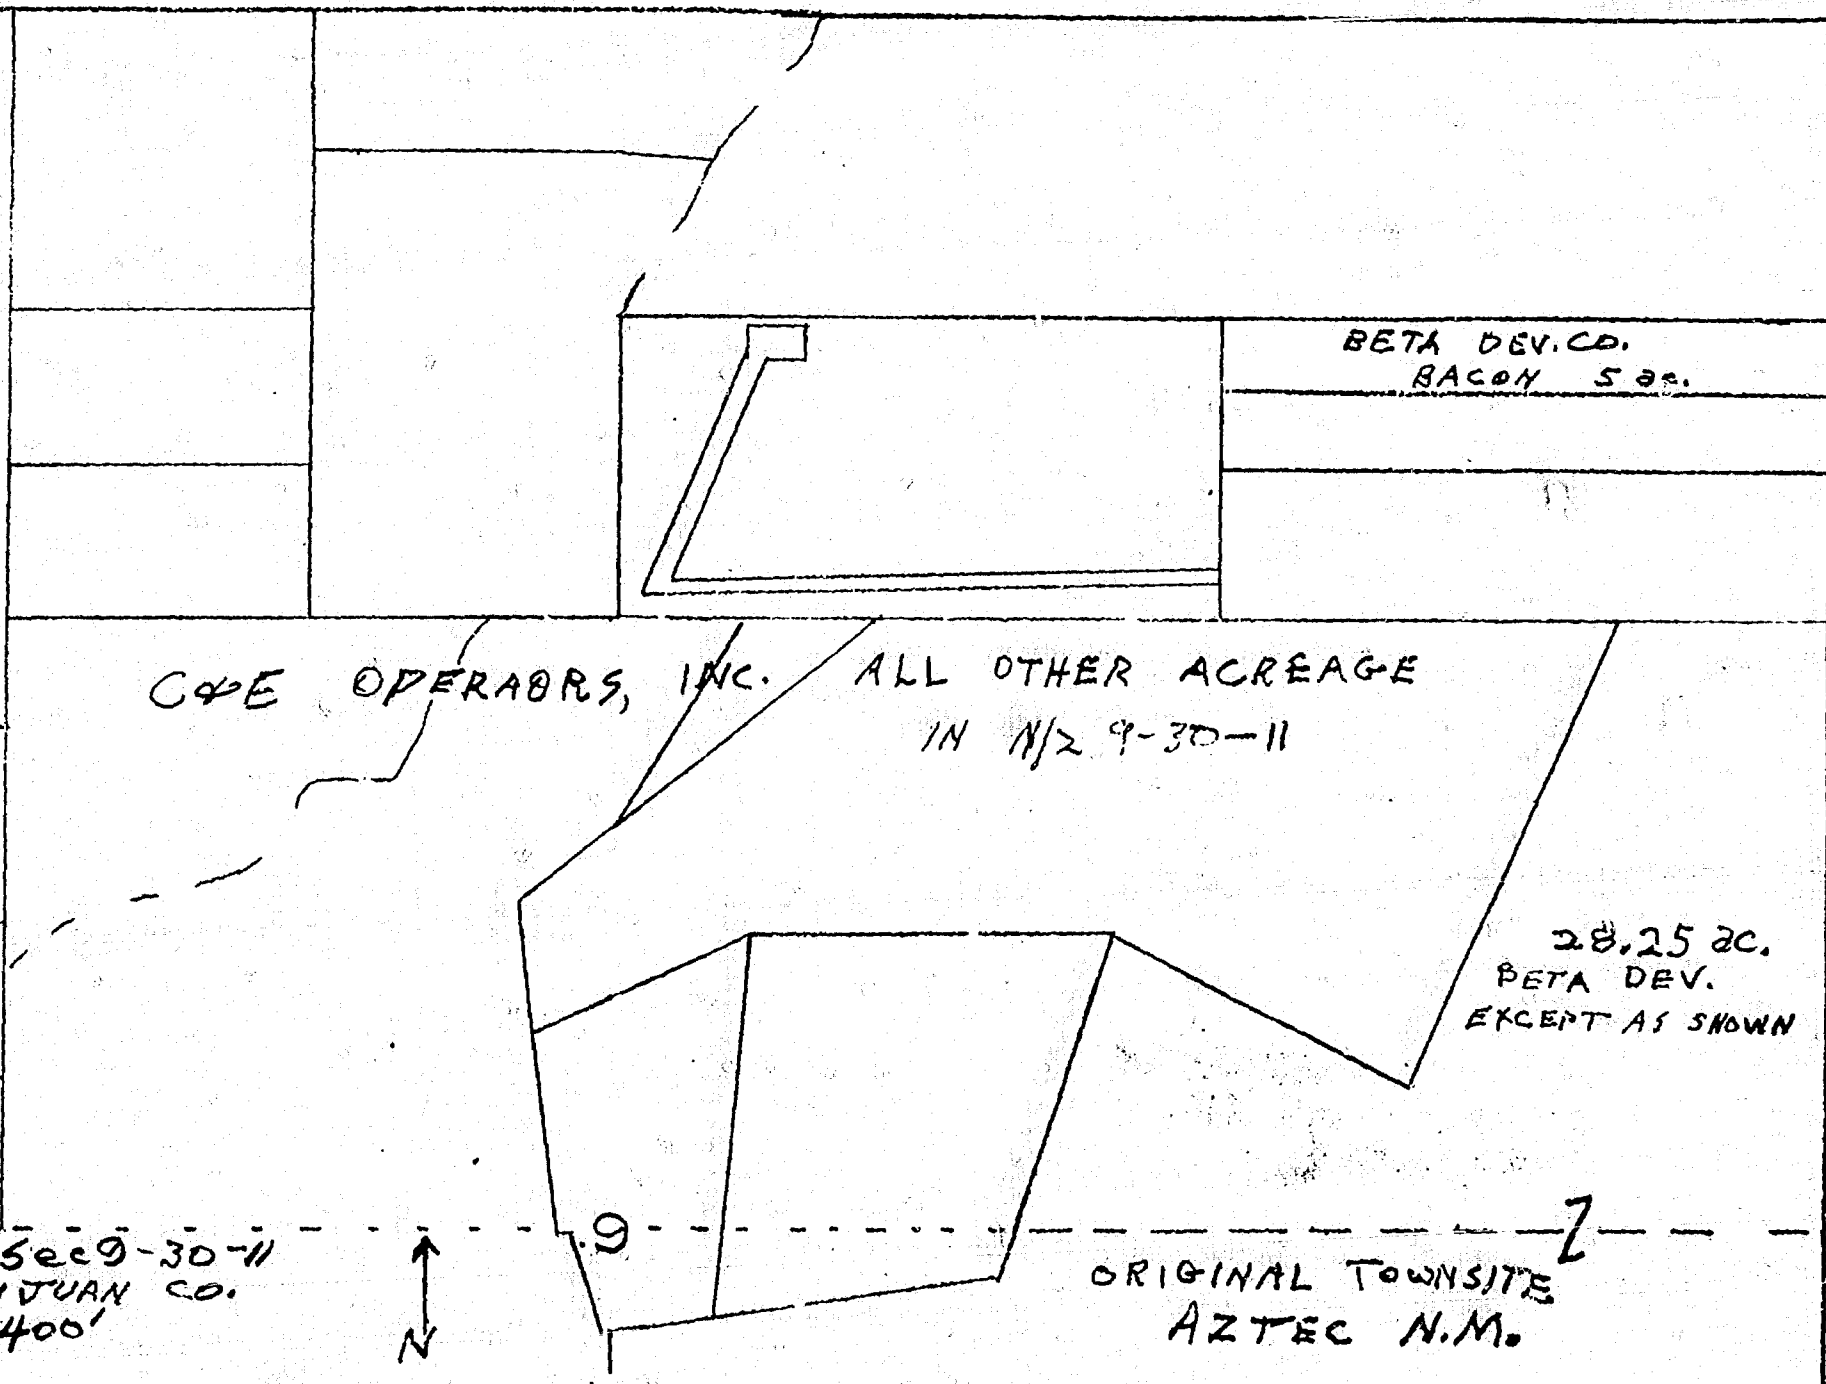 BETA DEV. CO.
BACON 5 ac.
C&E OPERAORS, INC. ALL OTHER ACREAGE
IN N/2 9-30-11
28.25 ac.
BETA DEV.
EXCEPT AS SHOWN
9
Sec 9-30-11
JUAN CO.
400'
N
ORIGINAL TOWNSITE
AZTEC N.M.